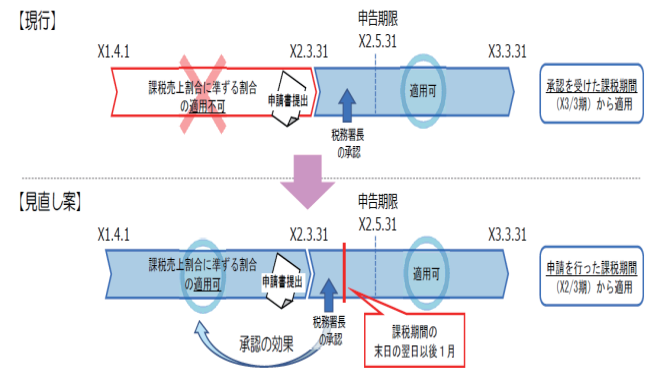 【現行】
申告期限
X1.4.1
X2.3.31
X2.5.31
X3.3.31
課税売上割合に準ずる割合
の適用不可
申請書提出
適用可
税務署長
の承認
承認を受けた課税期間
（X3/3期）から適用
【見直し案】
申告期限
X1.4.1
X2.3.31
X2.5.31
X3.3.31
課税売上割合に準ずる割合
の適用可
申請書提出
適用可
税務署長
の承認
承認の効果
課税期間の
末日の翌日以後１月
申請を行った課税期間
（X2/3期）から適用